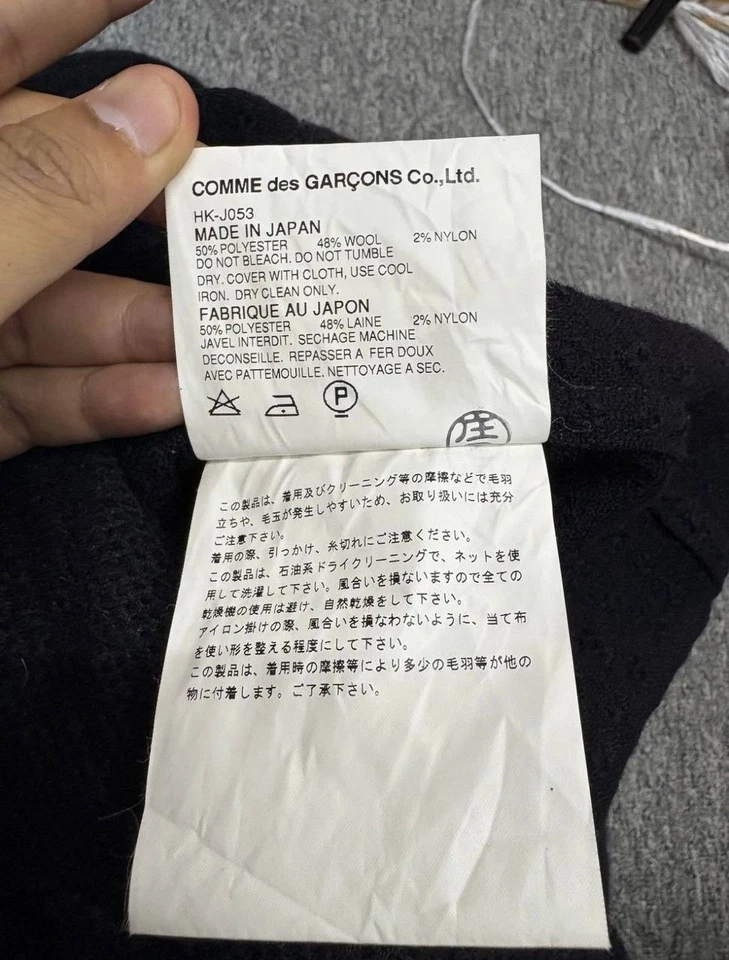 COMME des GARÇONS Co.,Ltd.
HK-J053
MADE IN JAPAN
50% POLYESTER 48% WOOL 2% NYLON
DO NOT BLEACH. DO NOT TUMBLE
DRY. COVER WITH CLOTH, USE COOL
IRON. DRY CLEAN ONLY.
FABRIQUE AU JAPON
50% POLYESTER 48% LAINE 2% NYLON
JAVEL INTERDIT. SECHAGE MACHINE
DECONSEILLE. REPASSER A FER DOUX
AVEC PATTEMOUILLE. NETTOYAGE A SEC.
P
この製品は、着用及びクリーニング等の摩擦などで毛羽
立ちや、毛玉が発生しやすいため、お取り扱いには充分
ご注意下さい。
着用の際、引っかけ、糸切れにご注意ください。
この製品は、石油系ドライクリーニングで、ネットを使
用して洗濯して下さい。風合いを損ないますので全ての
乾燥機の使用は避け、自然乾燥をして下さい。
アイロン掛けの際、風合いを損なわないように、当て布
を使い形を整える程度にして下さい。
この製品は、着用時の摩擦等により多少の毛羽等が他の
物に付着します。ご了承下さい。